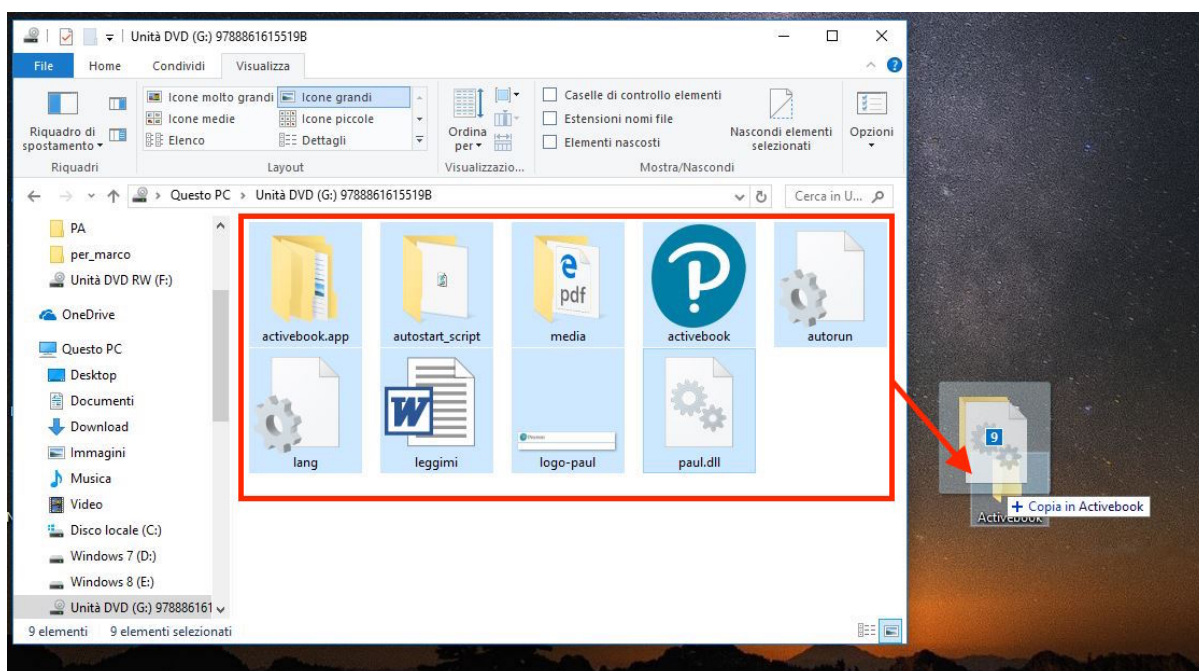 Unità DVD (G:) 9788861615519B
File Home Condividi Visualizza
Riquadro di spostamento
Icone molto grandi Icone grandi
Icone medie Icone piccole
Elenco Dettagli
Ordina per
Caselle di controllo elementi
Estensioni nomi file
Elementi nascosti
Nascondi elementi selezionati
Opzioni
Riquadri Layout Visualizzazio... Mostra/Nascondi
Questo PC > Unità DVD (G:) 9788861615519B
Cerca in U...
PA
per_marco
Unità DVD RW (F:)
OneDrive
Questo PC
Desktop
Documenti
Download
Immagini
Musica
Video
Disco locale (C:)
Windows 7 (D:)
Windows 8 (E:)
Unità DVD (G:) 978886161
pdf
activebook.app autostart_script media activebook autorun
W
lang leggimi logo-paul paul.dll
9
+ Copia in Activebook
Activebook
9 elementi 9 elementi selezionati